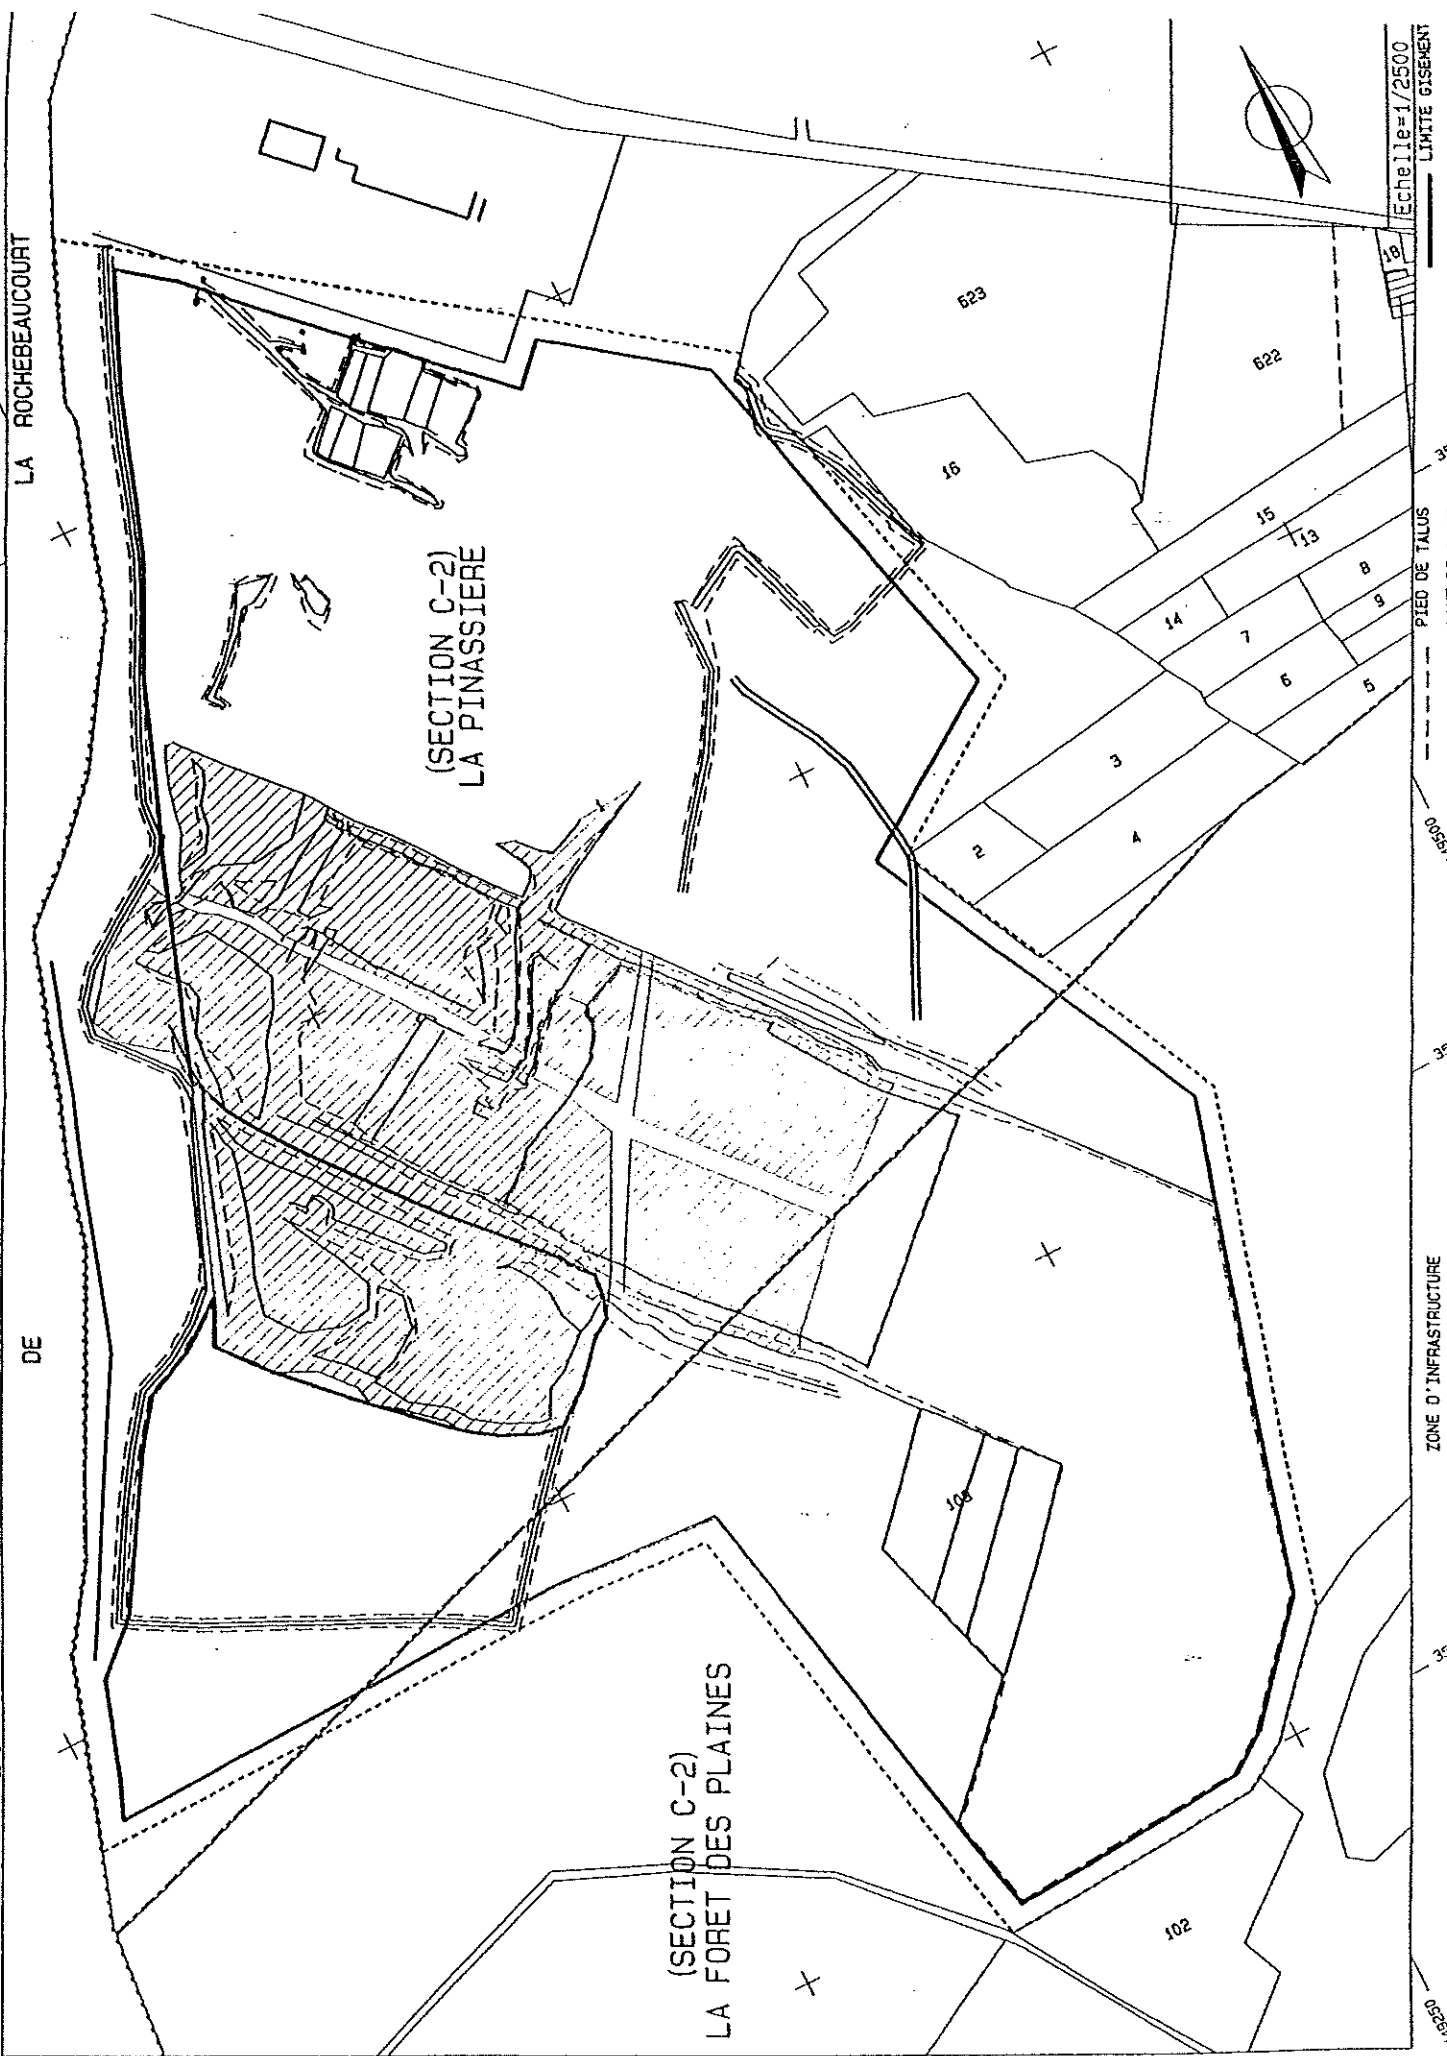 DE
LA ROCHEBEAUCOURT
(SECTION C-2)
LA PINASSIERE
(SECTION C-2)
LA FORET DES PLAINES
623
622
18
16
15
13
14
8
9
7
6
5
3
2
4
105
102
Echelle=1/2500
LIMITE GISEMENT
PIED DE TALUS
ZONE D'INFRASTRUCTURE